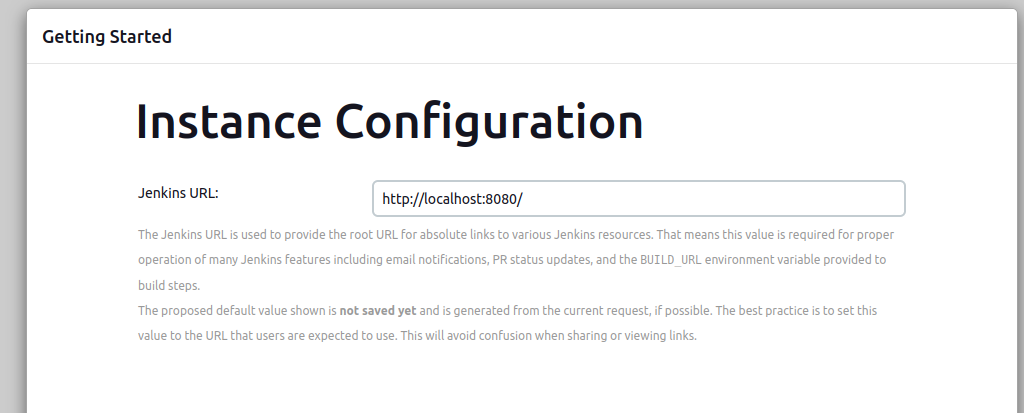 Getting Started
Instance Configuration
Jenkins URL:
http://localhost:8080/
The Jenkins URL is used to provide the root URL for absolute links to various Jenkins resources. That means this value is required for proper
operation of many Jenkins features including email notifications, PR status updates, and the BUILD_URL environment variable provided to
build steps.
The proposed default value shown is not saved yet and is generated from the current request, if possible. The best practice is to set this
value to the URL that users are expected to use. This will avoid confusion when sharing or viewing links.